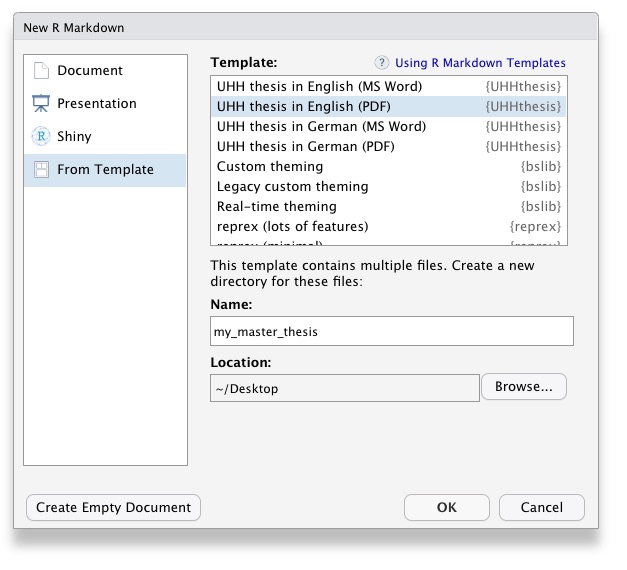 New R Markdown
Document
Presentation
Shiny
From Template
Template:
? Using R Markdown Templates
UHH thesis in English (MS Word) {UHHthesis}
UHH thesis in English (PDF) {UHHthesis}
UHH thesis in German (MS Word) {UHHthesis}
UHH thesis in German (PDF) {UHHthesis}
Custom theming {bslib}
Legacy custom theming {bslib}
Real-time theming {bslib}
reprex (lots of features) {reprex}
reprex (minimal) {reprex}
This template contains multiple files. Create a new
directory for these files:
Name:
my_master_thesis
Location:
~/Desktop
Browse...
Create Empty Document
OK
Cancel